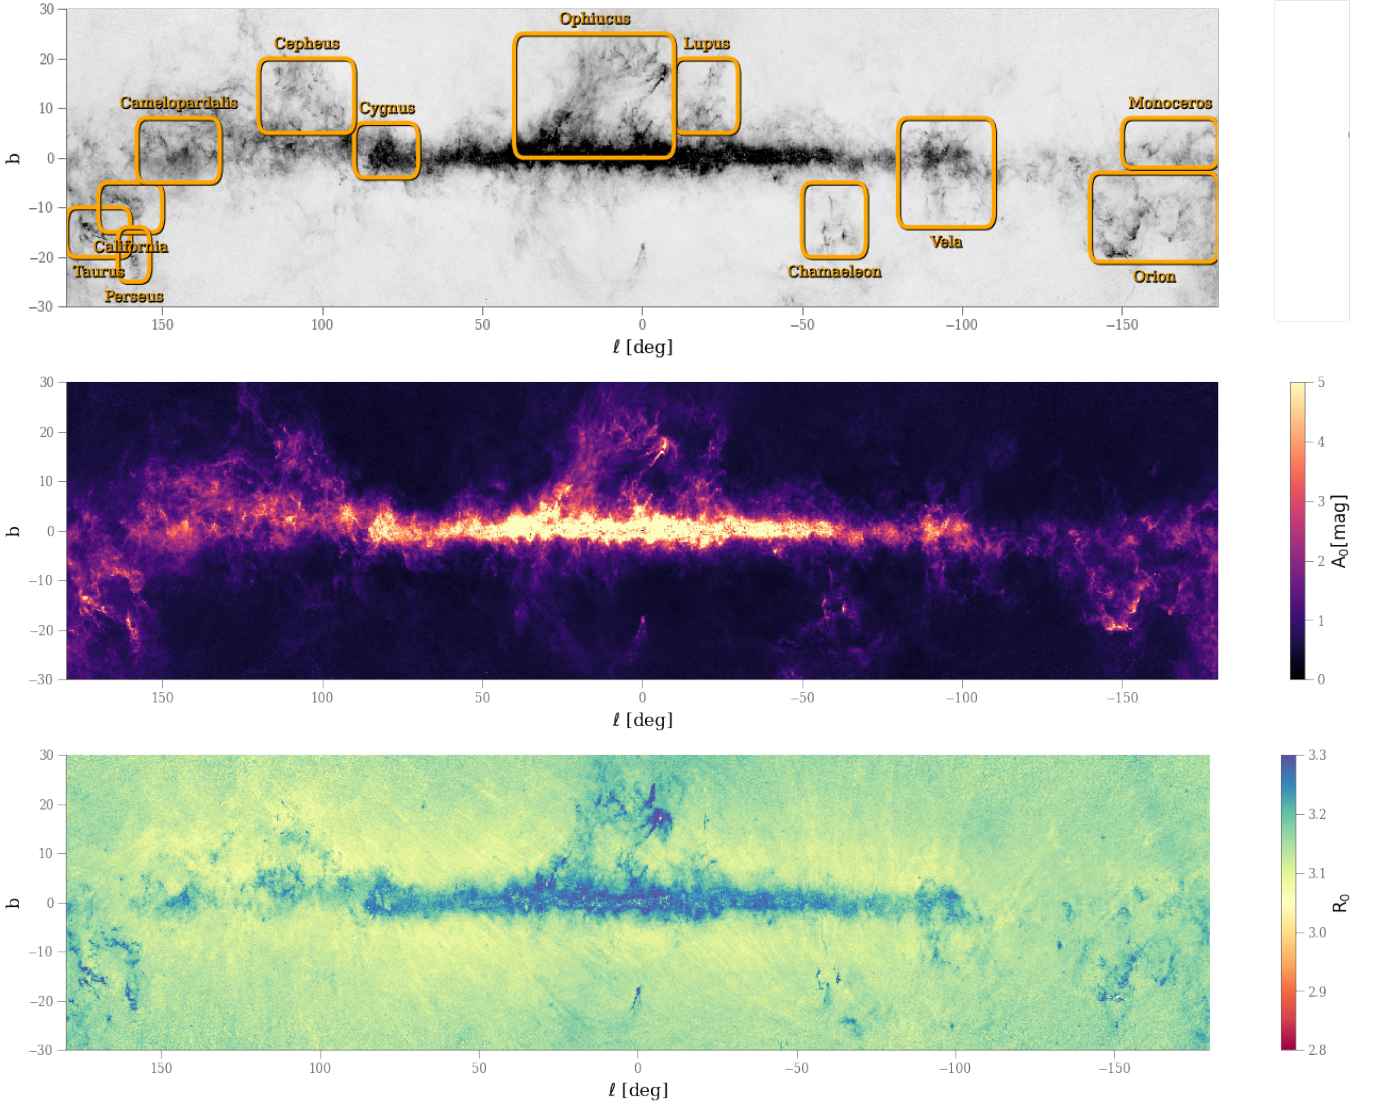 30
20
10
0
−10
−20
−30
b
Ophiucus
Cepheus
Lupus
Camelopardalis
Cygnus
Monoceros
California
Taurus
Perseus
Chamaeleon
Vela
Orion
150 100 50 0 −50 −100 −150
ℓ [deg]
30
20
10
0
−10
−20
−30
b
150 100 50 0 −50 −100 −150
ℓ [deg]
5
4
3
2
1
0
A₀[mag]
30
20
10
0
−10
−20
−30
b
150 100 50 0 −50 −100 −150
ℓ [deg]
3.3
3.2
3.1
3.0
2.9
2.8
R₀